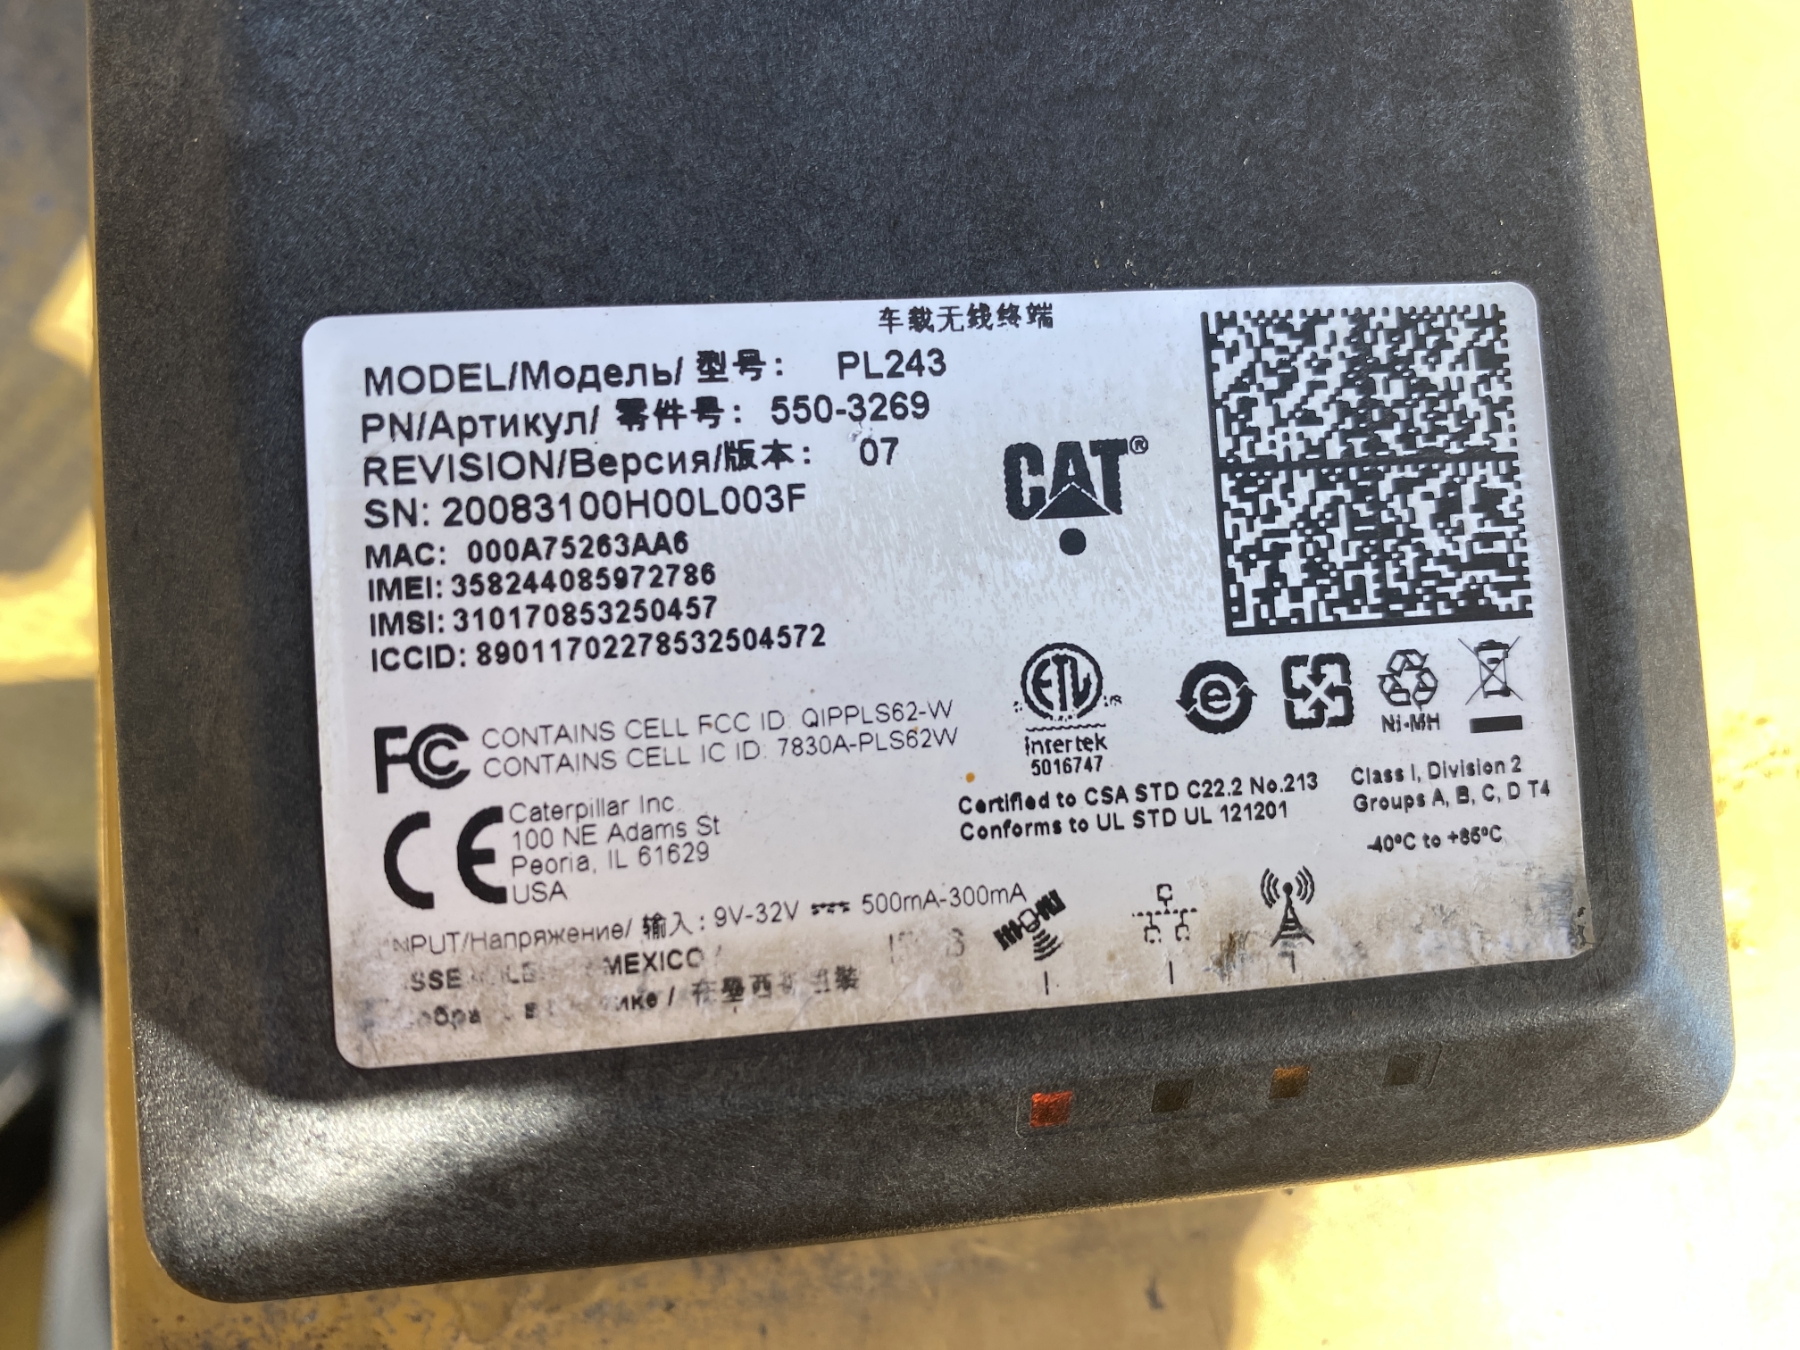 车载无线终端
MODEL/Модель/ 型号: PL243
PN/Артикул/ 零件号: 550-3269
REVISION/Версия/版本: 07
SN: 20083100H00L003F
MAC: 000A75263AA6
IMEI: 358244085972786
IMSI: 310170853250457
ICCID: 89011702278532504572
CAT®
FC CONTAINS CELL FCC ID: QIPPLS62-W
CONTAINS CELL IC ID: 7830A-PLS62W
ETL
US
Intertek
5016747
e
Ni-MH
Certified to CSA STD C22.2 No.213
Conforms to UL STD UL 121201
Class I, Division 2
Groups A, B, C, D T4
-40°C to +85°C
CE
Caterpillar Inc.
100 NE Adams St
Peoria, IL 61629
USA
INPUT/Напряжение/ 输入: 9V-32V 500mA-300mA
MEXICO /